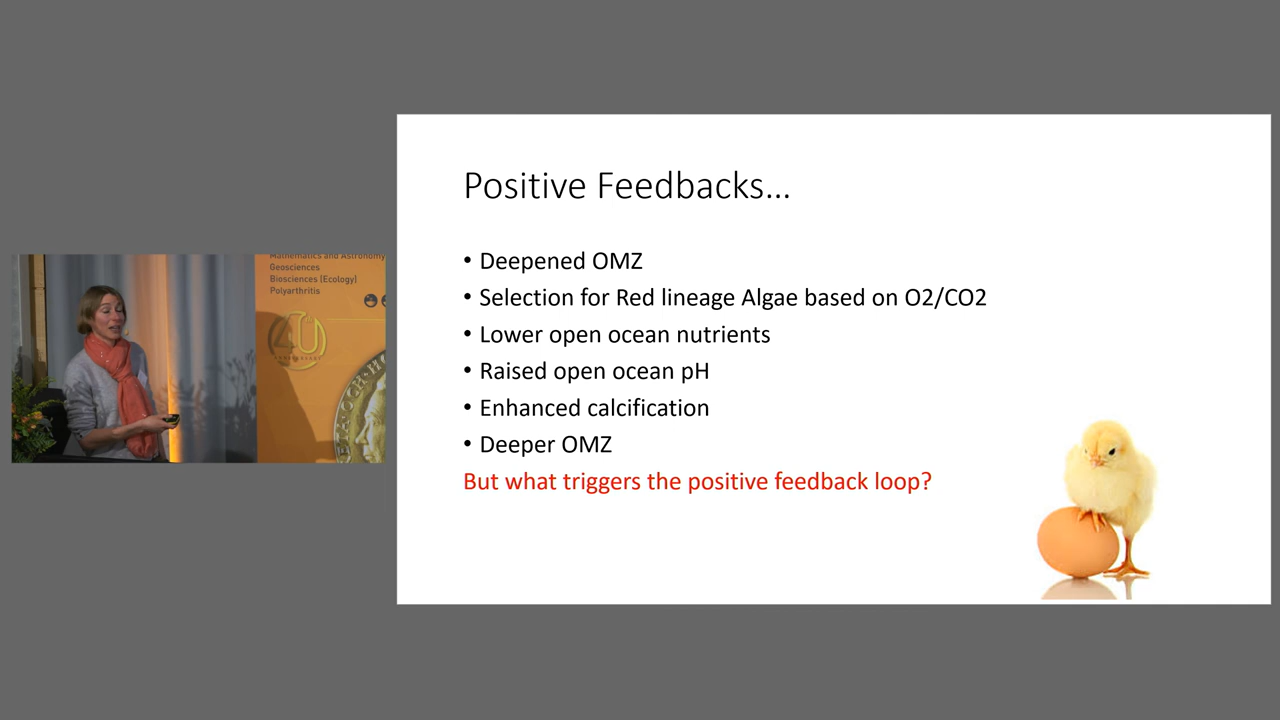 Mathematics and Astronomy
Geosciences
Biosciences (Ecology)
Polyarthritis
Positive Feedbacks...
• Deepened OMZ
• Selection for Red lineage Algae based on O2/CO2
• Lower open ocean nutrients
• Raised open ocean pH
• Enhanced calcification
• Deeper OMZ
But what triggers the positive feedback loop?